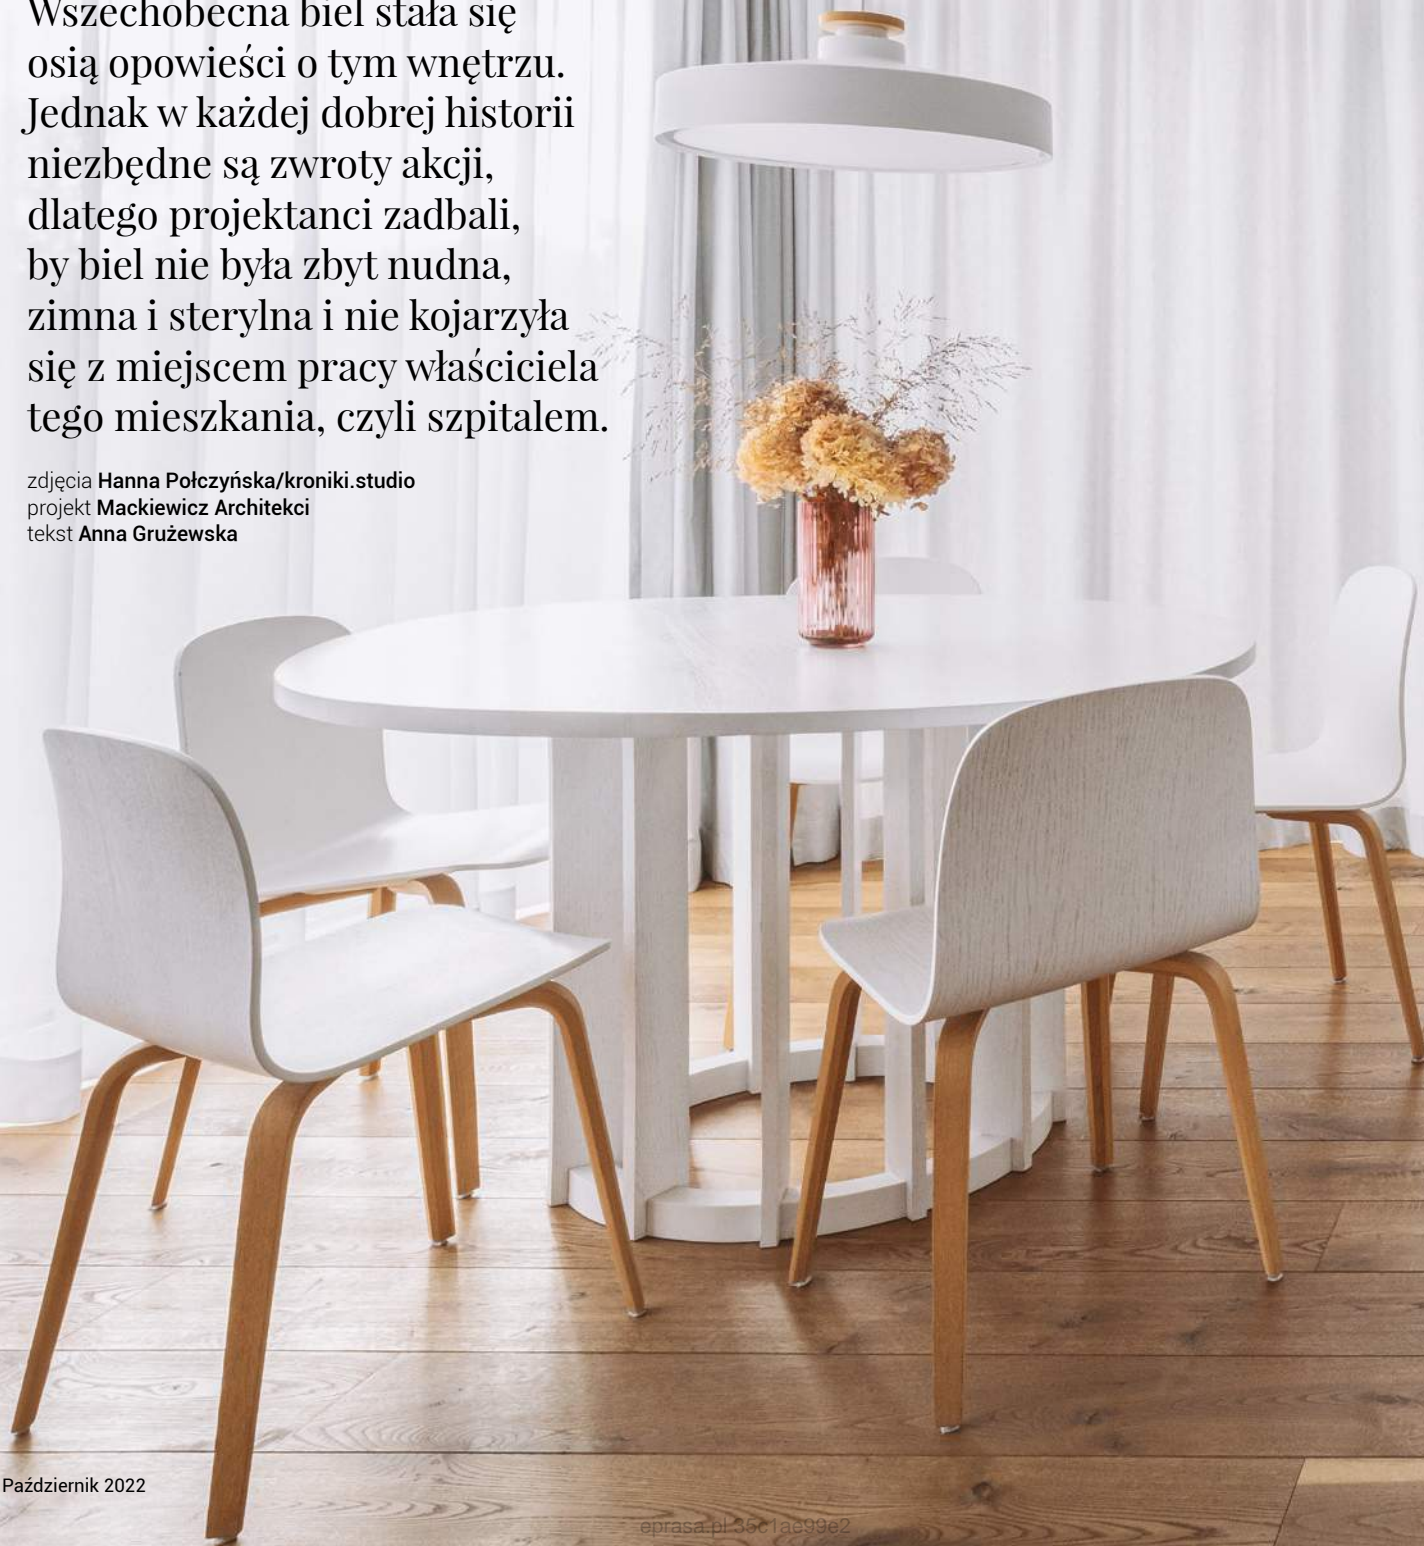 Wszechobecna biel stała się
osią opowieści o tym wnętrzu.
Jednak w każdej dobrej historii
niezbędne są zwroty akcji,
dlatego projektanci zadbali,
by biel nie była zbyt nudna,
zimna i sterylna i nie kojarzyła
się z miejscem pracy właściciela
tego mieszkania, czyli szpitalem.
zdjęcia Hanna Połczyńska/kroniki.studio
projekt Mackiewicz Architekci
tekst Anna Grużewska
Październik 2022
eprasa.pl 35c1ae99e2